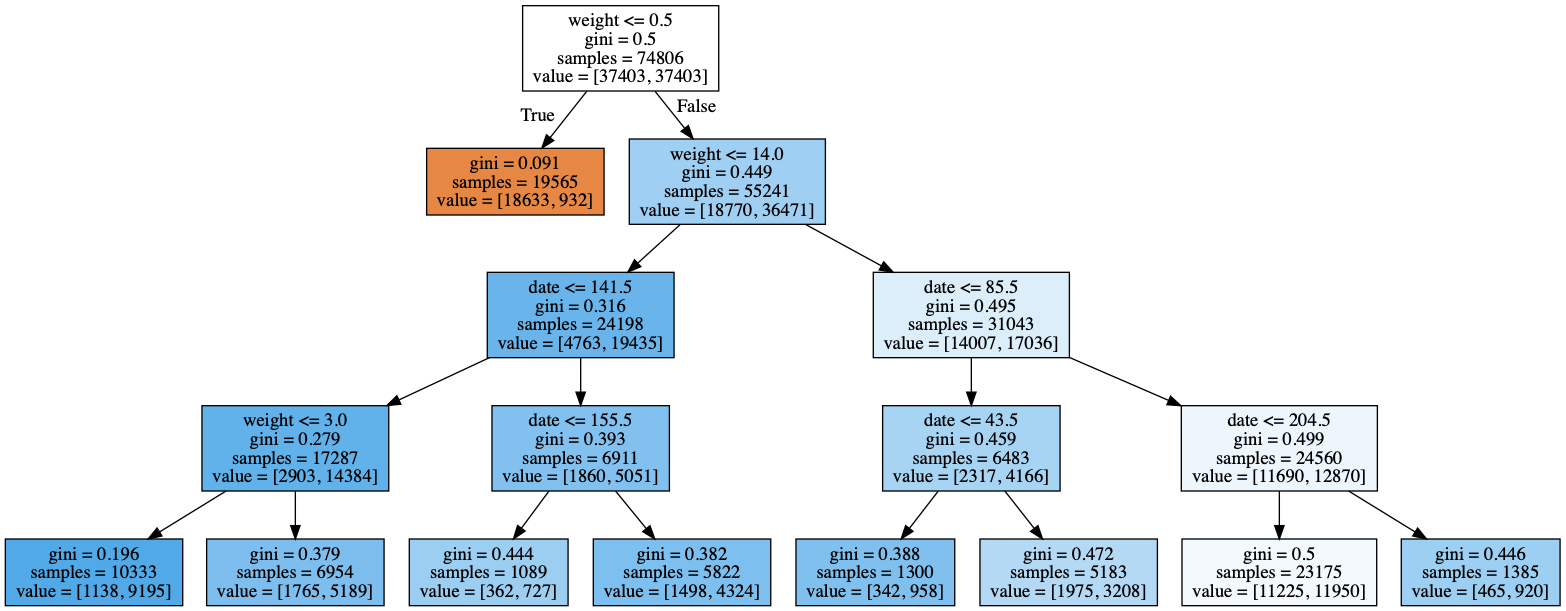 weight <= 0.5
gini = 0.5
samples = 74806
value = [37403, 37403]
True
False
gini = 0.091
samples = 19565
value = [18633, 932]
weight <= 14.0
gini = 0.449
samples = 55241
value = [18770, 36471]
date <= 141.5
gini = 0.316
samples = 24198
value = [4763, 19435]
date <= 85.5
gini = 0.495
samples = 31043
value = [14007, 17036]
weight <= 3.0
gini = 0.279
samples = 17287
value = [2903, 14384]
date <= 155.5
gini = 0.393
samples = 6911
value = [1860, 5051]
date <= 43.5
gini = 0.459
samples = 6483
value = [2317, 4166]
date <= 204.5
gini = 0.499
samples = 24560
value = [11690, 12870]
gini = 0.196
samples = 10333
value = [1138, 9195]
gini = 0.379
samples = 6954
value = [1765, 5189]
gini = 0.444
samples = 1089
value = [362, 727]
gini = 0.382
samples = 5822
value = [1498, 4324]
gini = 0.388
samples = 1300
value = [342, 958]
gini = 0.472
samples = 5183
value = [1975, 3208]
gini = 0.5
samples = 23175
value = [11225, 11950]
gini = 0.446
samples = 1385
value = [465, 920]